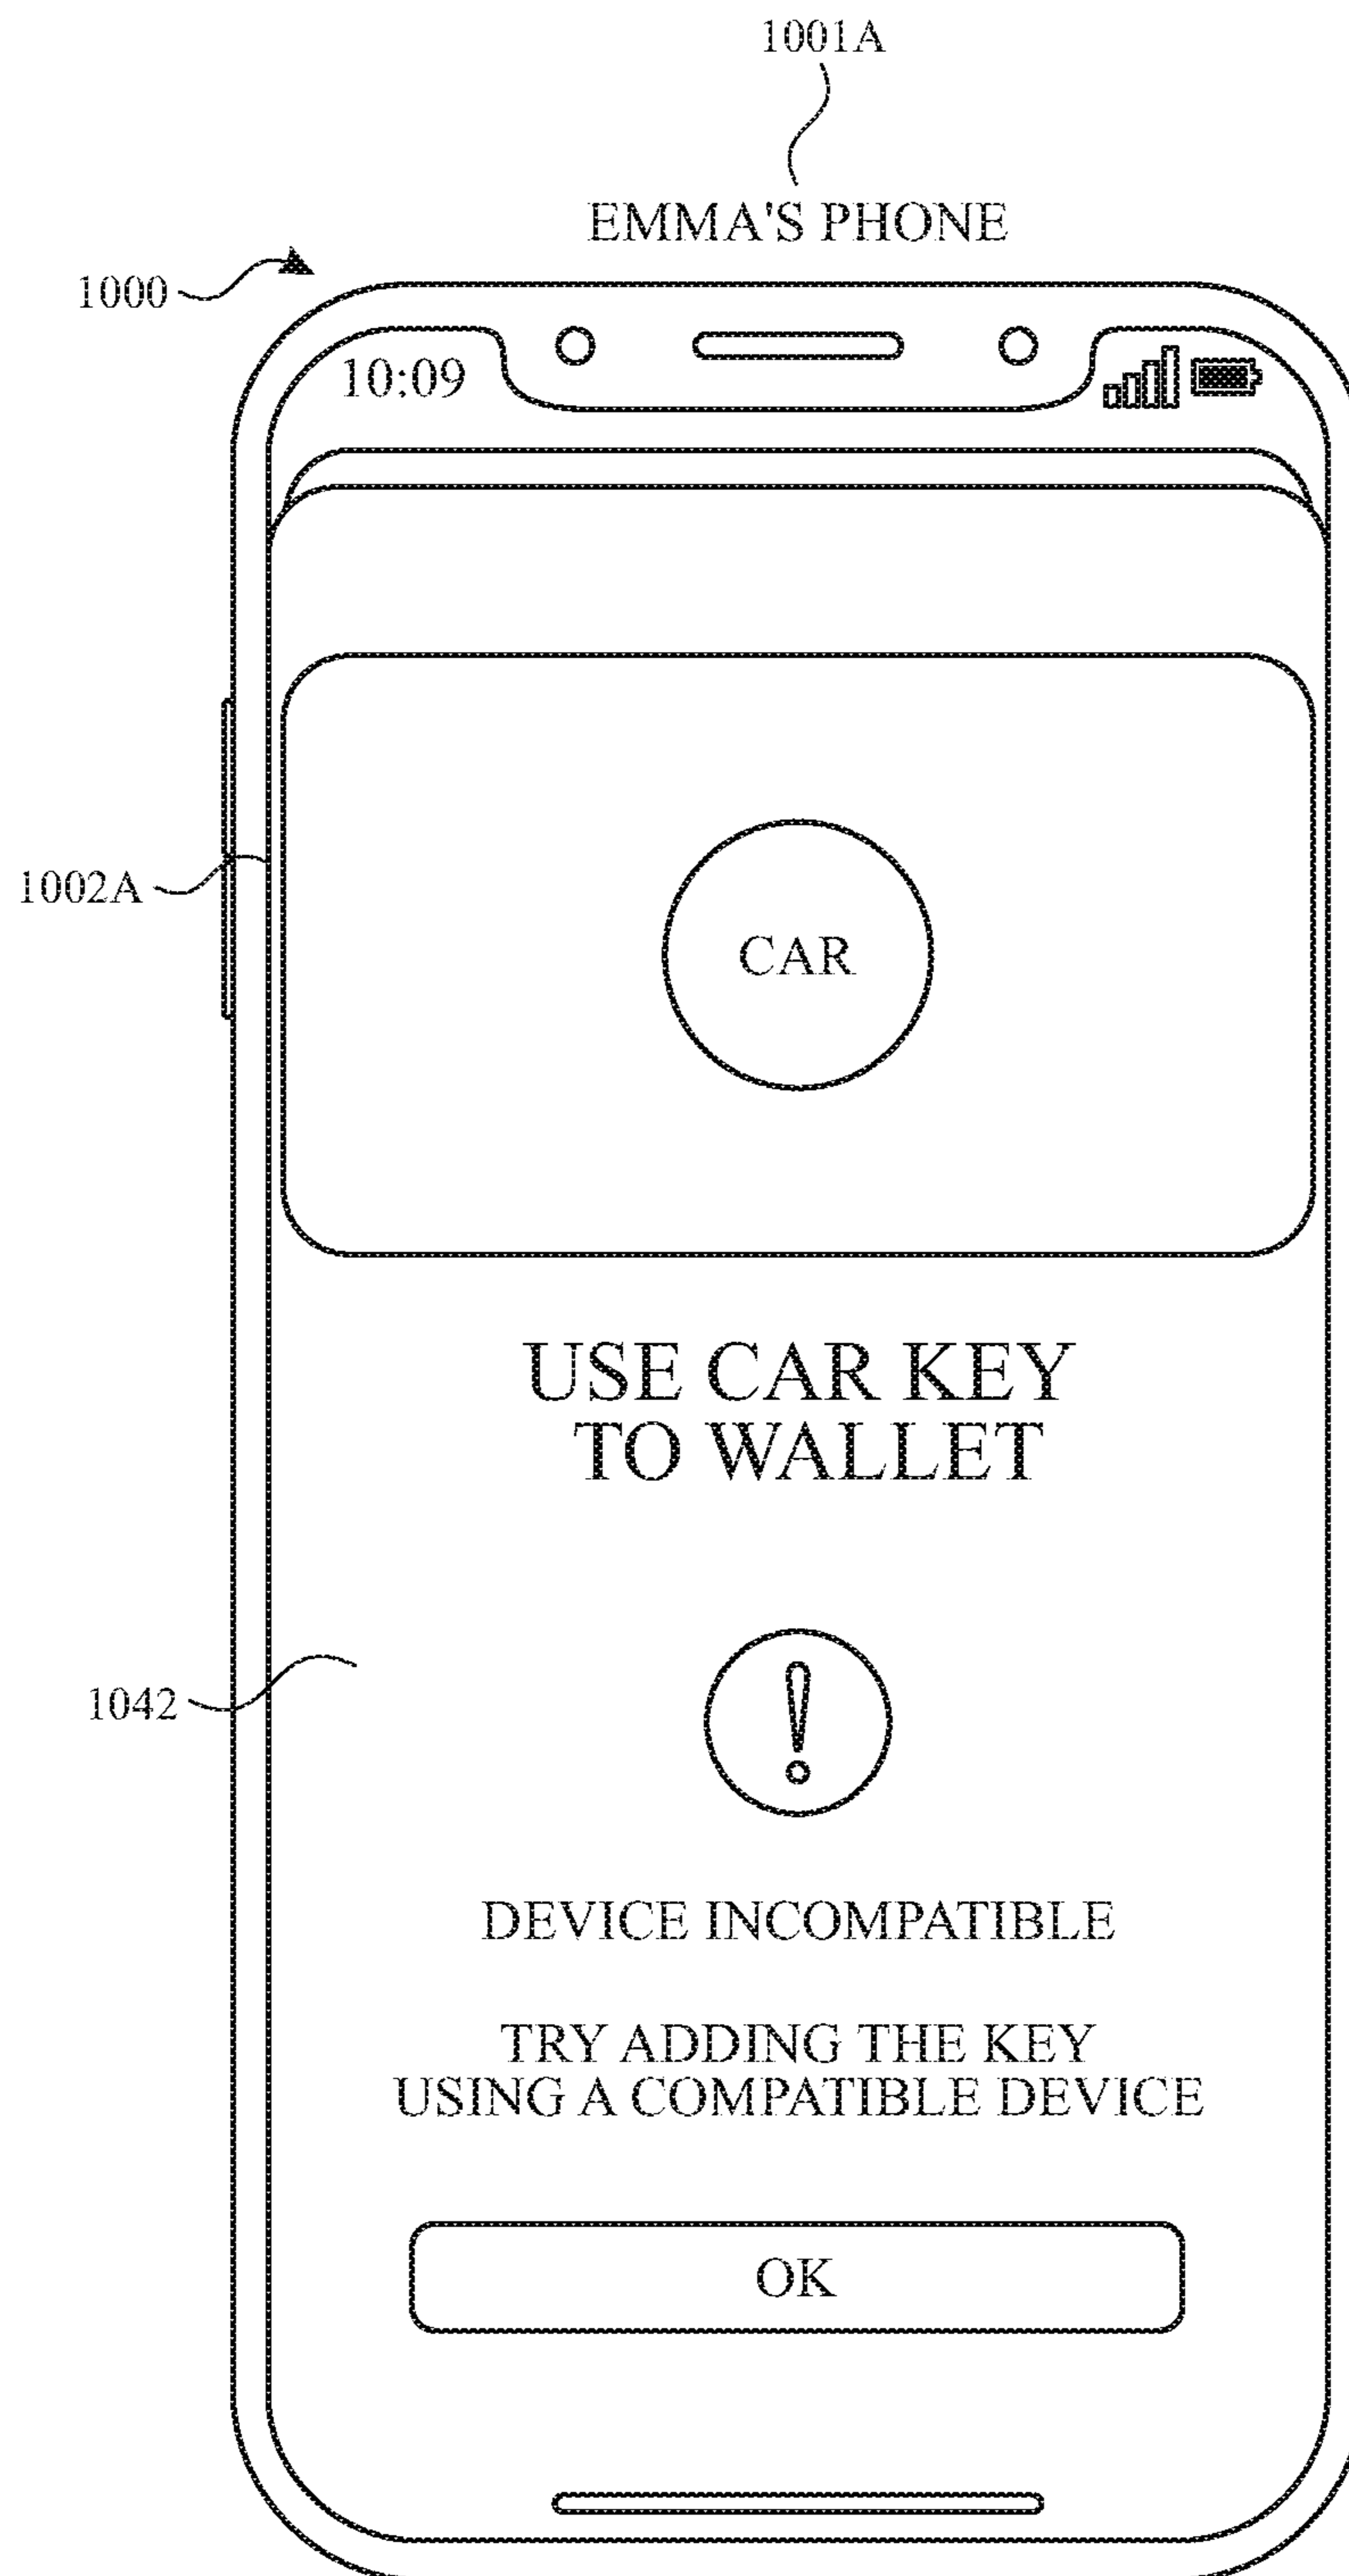 1001A
EMMA'S PHONE
1000
10:09
1002A
CAR
USE CAR KEY
TO WALLET
1042
!
DEVICE INCOMPATIBLE
TRY ADDING THE KEY
USING A COMPATIBLE DEVICE
OK